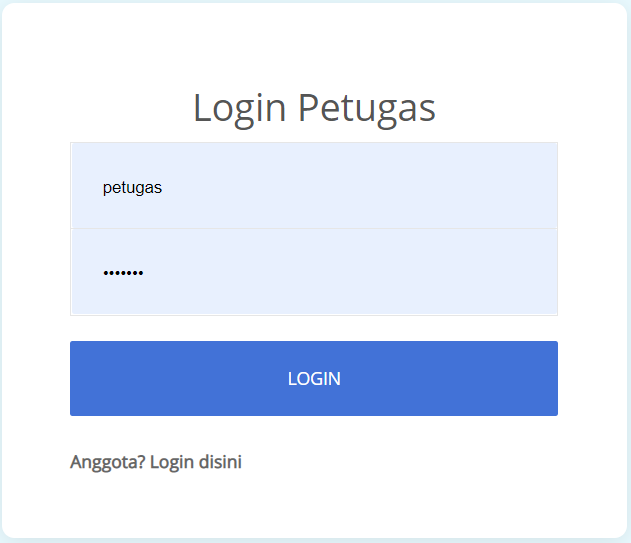 Login Petugas
petugas
•••••••
LOGIN
Anggota? Login disini